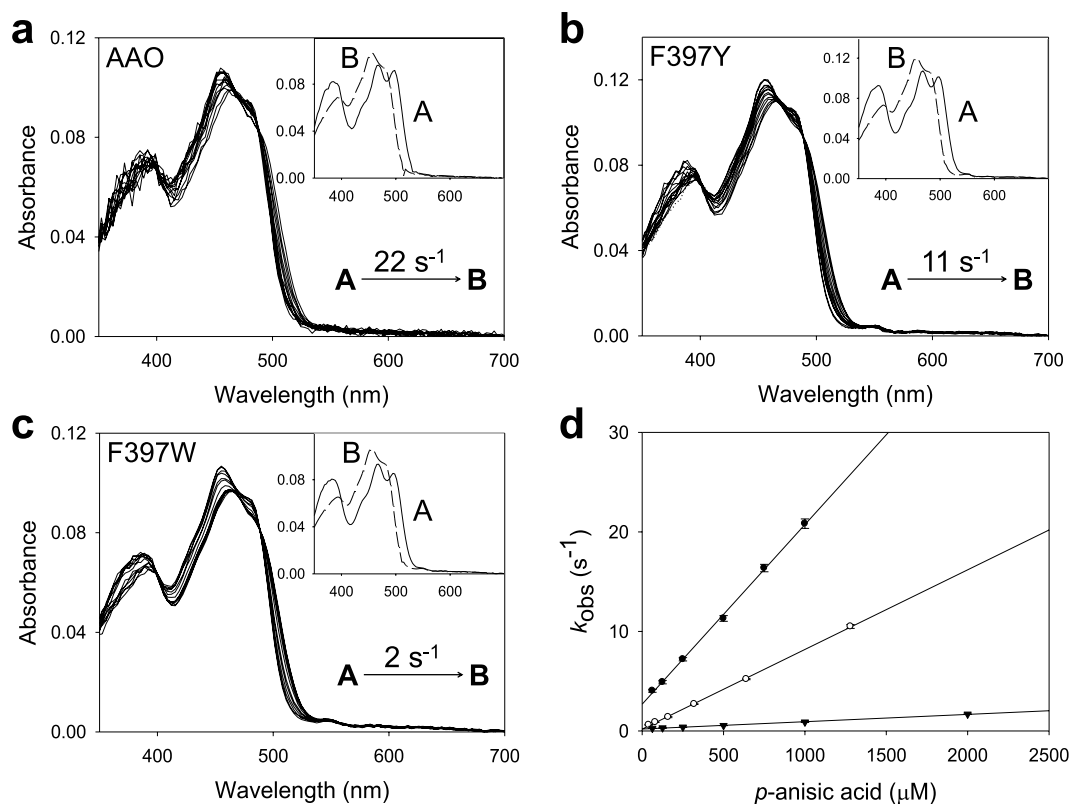 a
AAO
Absorbance
0.12
0.08
0.04
0.00
B
A
0.08
0.04
0.00
400 500 600
A 22 s-1 B
400 500 600 700
Wavelength (nm)
b
F397Y
Absorbance
0.12
0.08
0.04
0.00
B
A
0.12
0.08
0.04
0.00
400 500 600
A 11 s-1 B
400 500 600 700
Wavelength (nm)
c
F397W
Absorbance
0.12
0.08
0.04
0.00
B
A
0.08
0.04
0.00
400 500 600
A 2 s-1 B
400 500 600 700
Wavelength (nm)
d
kobs (s-1)
30
20
10
0
0 500 1000 1500 2000 2500
p-anisic acid (μM)